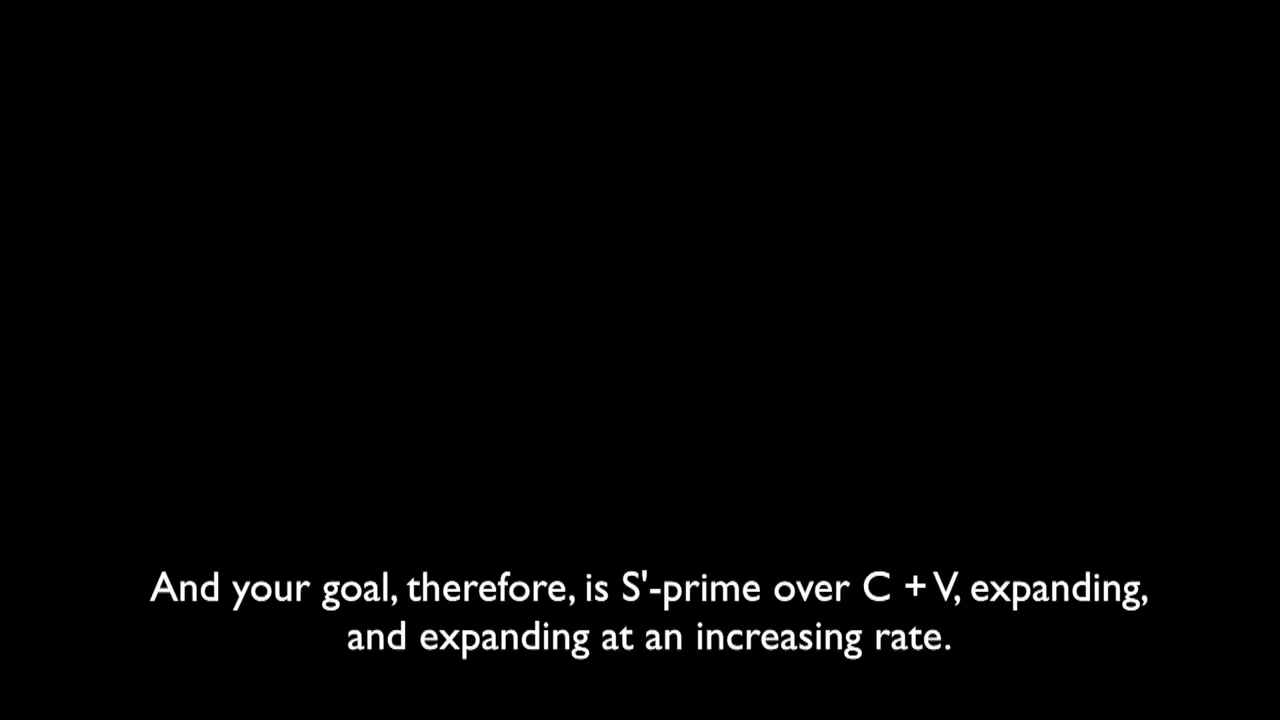 And your goal, therefore, is S'-prime over C + V, expanding,
and expanding at an increasing rate.